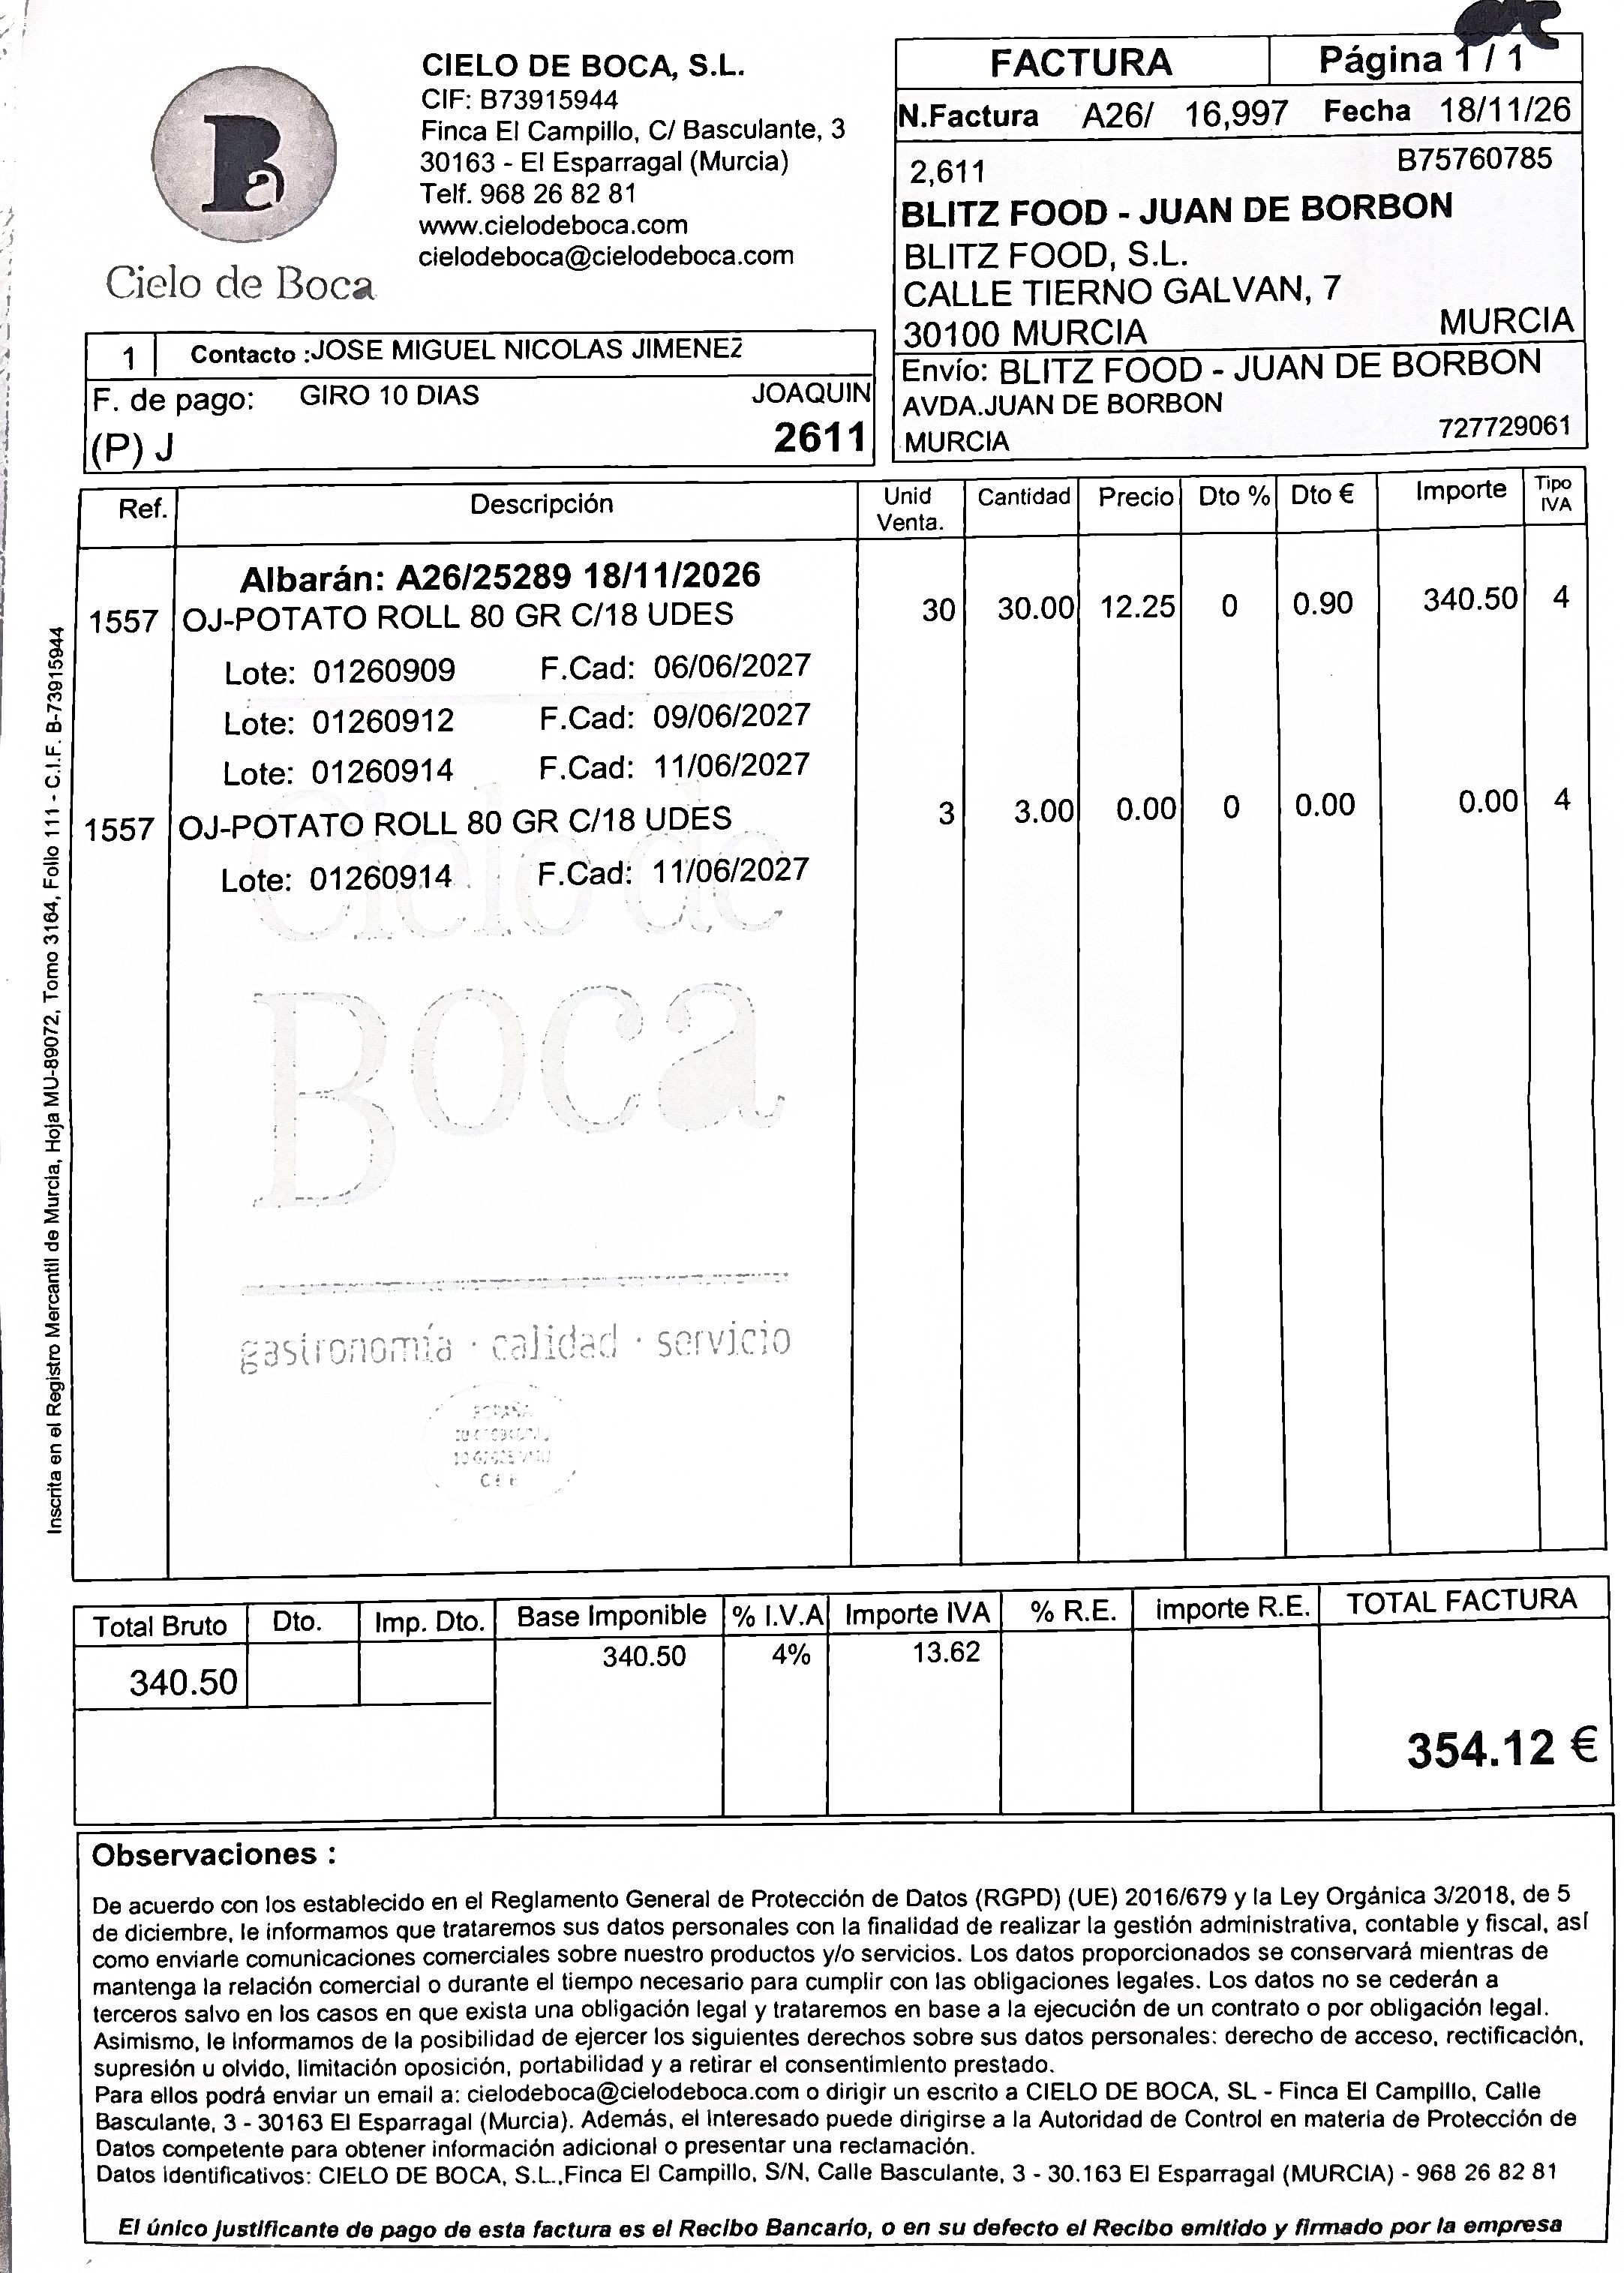 CIELO DE BOCA, S.L.
CIF: B73915944
Finca El Campillo, C/ Basculante, 3
30163 - El Esparragal (Murcia)
Telf. 968 26 82 81
www.cielodeboca.com
cielodeboca@cielodeboca.com
Ba
Cielo de Boca
FACTURA Página 1 / 1
N.Factura A26/ 16,997 Fecha 18/11/26
2,611 B75760785
BLITZ FOOD - JUAN DE BORBON
BLITZ FOOD, S.L.
CALLE TIERNO GALVAN, 7
30100 MURCIA MURCIA
Envío: BLITZ FOOD - JUAN DE BORBON
AVDA.JUAN DE BORBON
MURCIA 727729061
1 Contacto :JOSE MIGUEL NICOLAS JIMENEZ
F. de pago: GIRO 10 DIAS JOAQUIN
(P) J 2611
Ref. Descripción Unid Venta. Cantidad Precio Dto % Dto € Importe Tipo IVA
Albarán: A26/25289 18/11/2026
1557 OJ-POTATO ROLL 80 GR C/18 UDES 30 30.00 12.25 0 0.90 340.50 4
Lote: 01260909 F.Cad: 06/06/2027
Lote: 01260912 F.Cad: 09/06/2027
Lote: 01260914 F.Cad: 11/06/2027
1557 OJ-POTATO ROLL 80 GR C/18 UDES 3 3.00 0.00 0 0.00 0.00 4
Lote: 01260914 F.Cad: 11/06/2027
Cielo de
Boca
gastronomía · calidad · servicio
ESPAÑA
Inscrita en el Registro Mercantil de Murcia, Hoja MU-89072, Tomo 3164, Folio 111 - C.I.F. B-73915944
Total Bruto Dto. Imp. Dto. Base Imponible % I.V.A Importe IVA % R.E. importe R.E. TOTAL FACTURA
340.50 340.50 4% 13.62
354.12 €
Observaciones :
De acuerdo con los establecido en el Reglamento General de Protección de Datos (RGPD) (UE) 2016/679 y la Ley Orgánica 3/2018, de 5
de diciembre, le informamos que trataremos sus datos personales con la finalidad de realizar la gestión administrativa, contable y fiscal, así
como enviarle comunicaciones comerciales sobre nuestro productos y/o servicios. Los datos proporcionados se conservará mientras de
mantenga la relación comercial o durante el tiempo necesario para cumplir con las obligaciones legales. Los datos no se cederán a
terceros salvo en los casos en que exista una obligación legal y trataremos en base a la ejecución de un contrato o por obligación legal.
Asimismo, le informamos de la posibilidad de ejercer los siguientes derechos sobre sus datos personales: derecho de acceso, rectificación,
supresión u olvido, limitación oposición, portabilidad y a retirar el consentimiento prestado.
Para ellos podrá enviar un email a: cielodeboca@cielodeboca.com o dirigir un escrito a CIELO DE BOCA, SL - Finca El Campillo, Calle
Basculante, 3 - 30163 El Esparragal (Murcia). Además, el Interesado puede dirigirse a la Autoridad de Control en materia de Protección de
Datos competente para obtener información adicional o presentar una reclamación.
Datos identificativos: CIELO DE BOCA, S.L.,Finca El Campillo, S/N, Calle Basculante, 3 - 30.163 El Esparragal (MURCIA) - 968 26 82 81
El único justificante de pago de esta factura es el Recibo Bancario, o en su defecto el Recibo emitido y firmado por la empresa